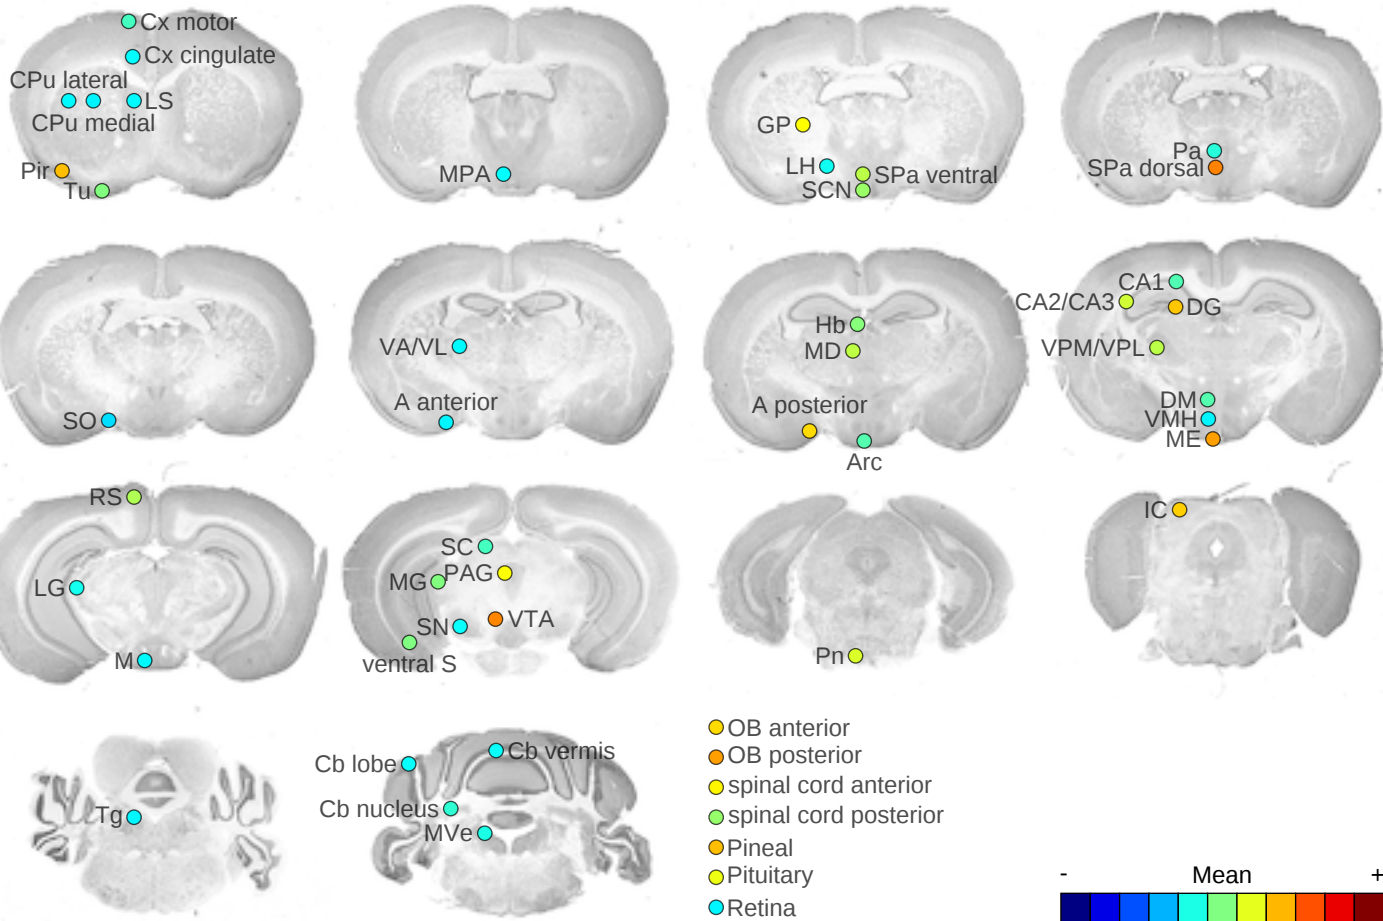 Cx motor
Cx cingulate
CPu lateral
LS
CPu medial
Pir
Tu
MPA
GP
LH
SPa ventral
SCN
Pa
SPa dorsal
SO
VA/VL
A anterior
Hb
MD
A posterior
Arc
CA1
CA2/CA3
DG
VPM/VPL
DM
VMH
ME
RS
LG
M
SC
PAG
MG
VTA
SN
ventral S
Pn
IC
Tg
Cb lobe
Cb vermis
Cb nucleus
MVe
OB anterior
OB posterior
spinal cord anterior
spinal cord posterior
Pineal
Pituitary
Retina
- Mean +